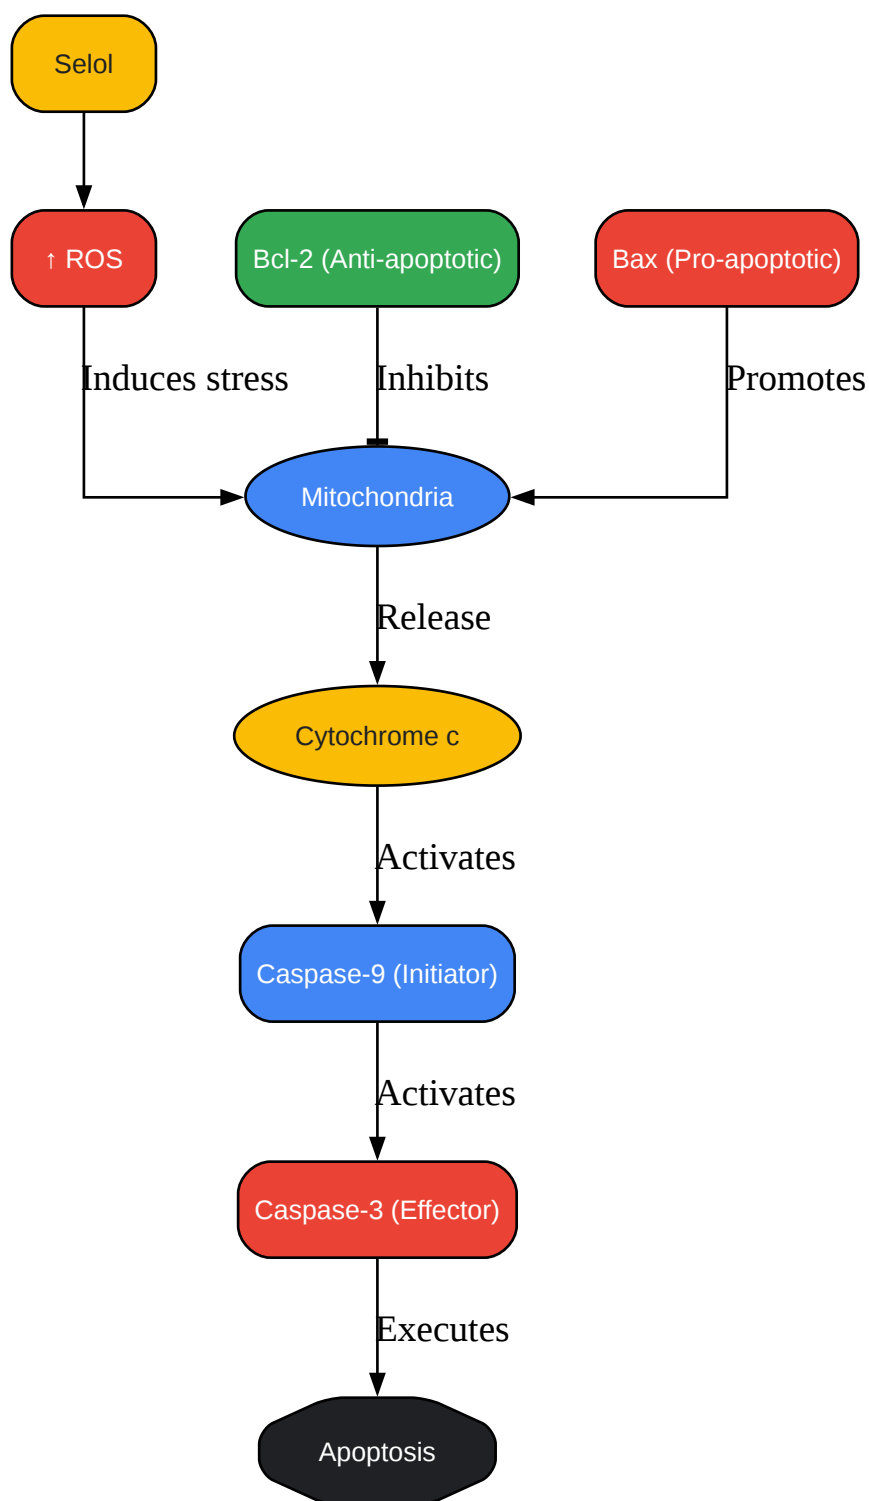 Selol
↑ ROS
Bcl-2 (Anti-apoptotic)
Bax (Pro-apoptotic)
Induces stress
Inhibits
Promotes
Mitochondria
Release
Cytochrome c
Activates
Caspase-9 (Initiator)
Activates
Caspase-3 (Effector)
Executes
Apoptosis